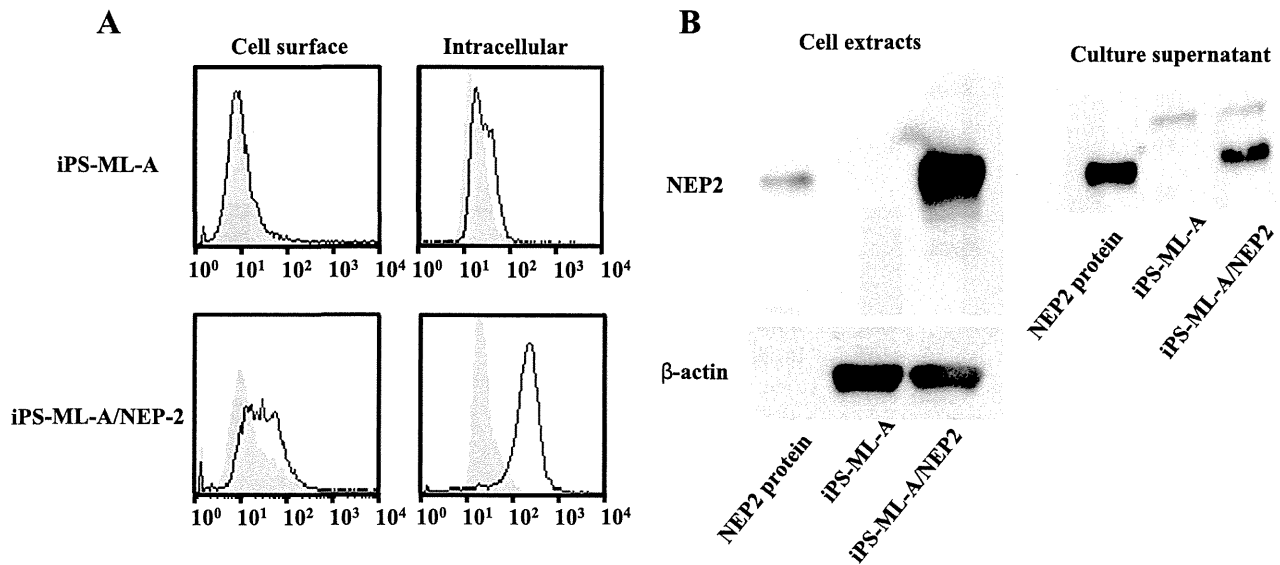 A
Cell surface
Intracellular
iPS-ML-A
10⁰ 10¹ 10² 10³ 10⁴
10⁰ 10¹ 10² 10³ 10⁴
iPS-ML-A/NEP-2
10⁰ 10¹ 10² 10³ 10⁴
10⁰ 10¹ 10² 10³ 10⁴
B
Cell extracts
Culture supernatant
NEP2
β-actin
NEP2 protein
iPS-ML-A
iPS-ML-A/NEP2
NEP2 protein
iPS-ML-A
iPS-ML-A/NEP2